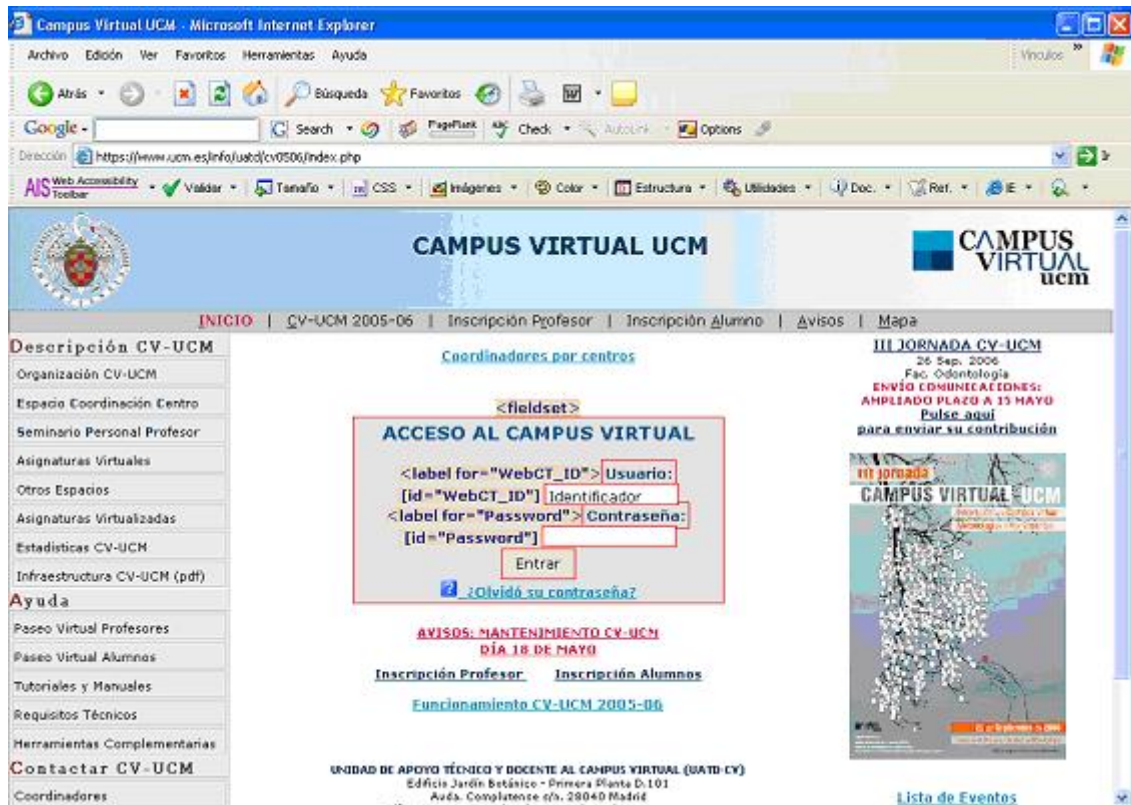 Campus Virtual UCM - Microsoft Internet Explorer
Archivo Edición Ver Favoritos Herramientas Ayuda
Vínculos »
Atrás Búsqueda Favoritos
Google Search PageRank ABC Check AutoLink Options
Dirección https://www.ucm.es/info/uatd/cv0506/index.php
AIS Web Accessibility Toolbar Validar Tamaño CSS Imágenes Color Estructura Utilidades Doc. Ref. IE
CAMPUS VIRTUAL UCM
CAMPUS
VIRTUAL
ucm
INICIO | CV-UCM 2005-06 | Inscripción Profesor | Inscripción Alumno | Avisos | Mapa
Descripción CV-UCM
Organización CV-UCM
Espacio Coordinación Centro
Seminario Personal Profesor
Asignaturas Virtuales
Otros Espacios
Asignaturas Virtualizadas
Estadísticas CV-UCM
Infraestructura CV-UCM (pdf)
Ayuda
Paseo Virtual Profesores
Paseo Virtual Alumnos
Tutoriales y Manuales
Requisitos Técnicos
Herramientas Complementarias
Contactar CV-UCM
Coordinadores
Coordinadores por centros
<fieldset>
ACCESO AL CAMPUS VIRTUAL
<label for="WebCT_ID"> Usuario:
[id="WebCT_ID"] Identificador
<label for="Password"> Contraseña:
[id="Password"]
Entrar
? ¿Olvidó su contraseña?
AVISOS: MANTENIMIENTO CV-UCM
DÍA 18 DE MAYO
Inscripción Profesor Inscripción Alumnos
Funcionamiento CV-UCM 2005-06
UNIDAD DE APOYO TÉCNICO Y DOCENTE AL CAMPUS VIRTUAL (UATD-CV)
Edificio Jardín Botánico - Primera Planta D.101
Avda. Complutense s/n. 28040 Madrid
III JORNADA CV-UCM
26 Sep. 2006
Fac. Odontología
ENVÍO COMUNICACIONES:
AMPLIADO PLAZO A 15 MAYO
Pulse aquí
para enviar su contribución
III jornada
CAMPUS VIRTUAL UCM
Lista de Eventos